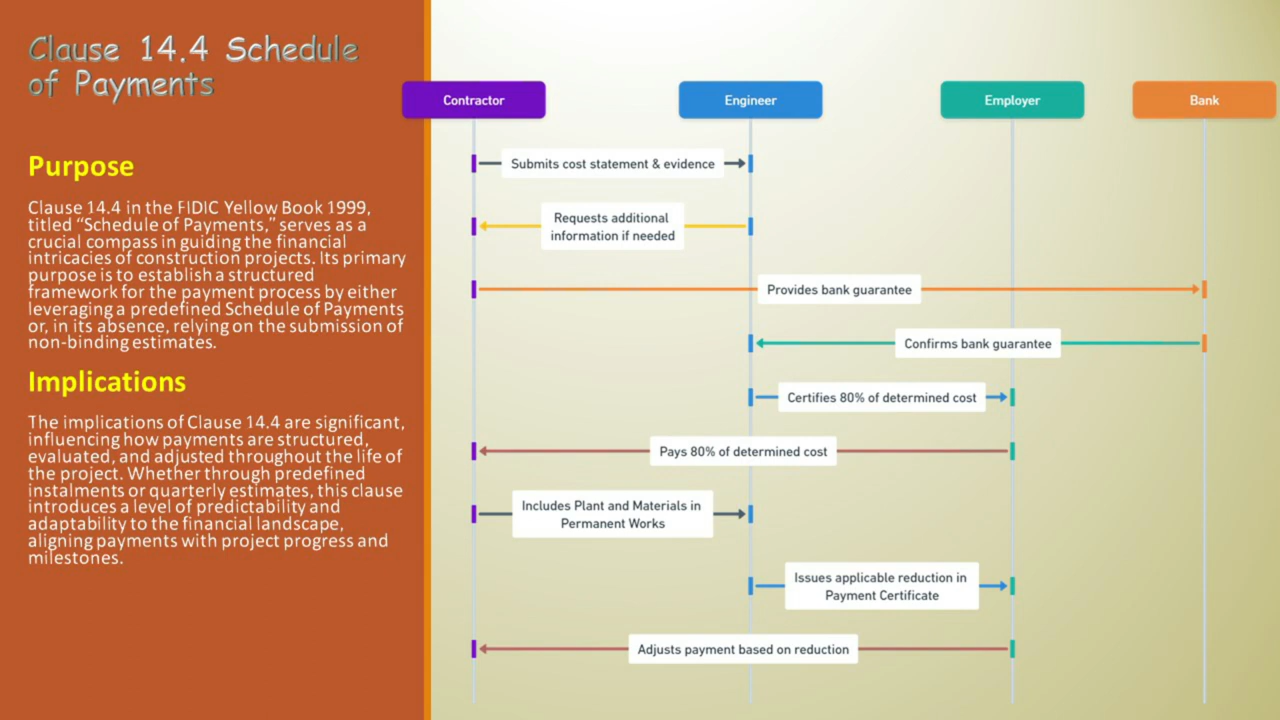 Clause 14.4 Schedule
of Payments
Purpose
Clause 14.4 in the FIDIC Yellow Book 1999,
titled “Schedule of Payments,” serves as a
crucial compass in guiding the financial
intricacies of construction projects. Its primary
purpose is to establish a structured
framework for the payment process by either
leveraging a predefined Schedule of Payments
or, in its absence, relying on the submission of
non-binding estimates.
Implications
The implications of Clause 14.4 are significant,
influencing how payments are structured,
evaluated, and adjusted throughout the life of
the project. Whether through predefined
instalments or quarterly estimates, this clause
introduces a level of predictability and
adaptability to the financial landscape,
aligning payments with project progress and
milestones.
Contractor
Engineer
Employer
Bank
Submits cost statement & evidence
Requests additional
information if needed
Provides bank guarantee
Confirms bank guarantee
Certifies 80% of determined cost
Pays 80% of determined cost
Includes Plant and Materials in
Permanent Works
Issues applicable reduction in
Payment Certificate
Adjusts payment based on reduction